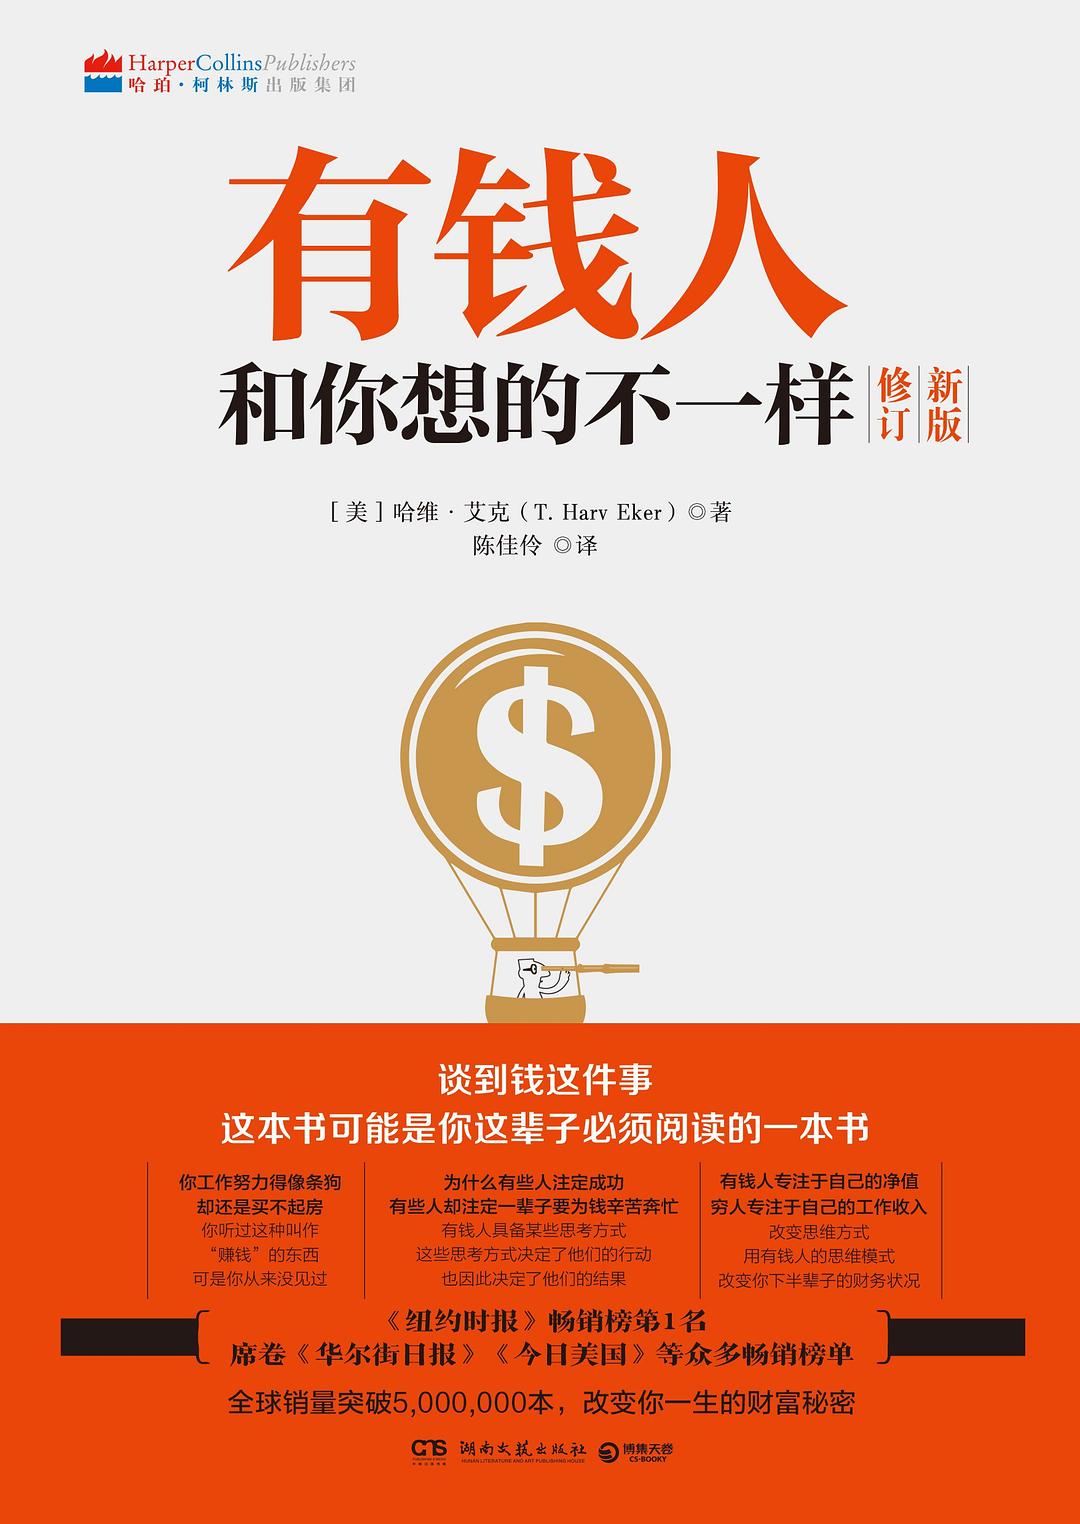 HarperCollinsPublishers
哈珀·柯林斯出版集团
有钱人
和你想的不一样
修订
新版
[美]哈维·艾克(T. Harv Eker)◎著
陈佳伶 ◎译
$
谈到钱这件事
这本书可能是你这辈子必须阅读的一本书
你工作努力得像条狗
却还是买不起房
你听过这种叫作
“赚钱”的东西
可是你从来没见过
为什么有些人注定成功
有些人却注定一辈子要为钱辛苦奔忙
有钱人具备某些思考方式
这些思考方式决定了他们的行动
也因此决定了他们的结果
有钱人专注于自己的净值
穷人专注于自己的工作收入
改变思维方式
用有钱人的思维模式
改变你下半辈子的财务状况
《纽约时报》畅销榜第1名
席卷《华尔街日报》《今日美国》等众多畅销榜单
全球销量突破5,000,000本，改变你一生的财富秘密
湖南文艺出版社
HUNAN LITERATURE AND ART PUBLISHING HOUSE
博集天卷
CS-BOOKY